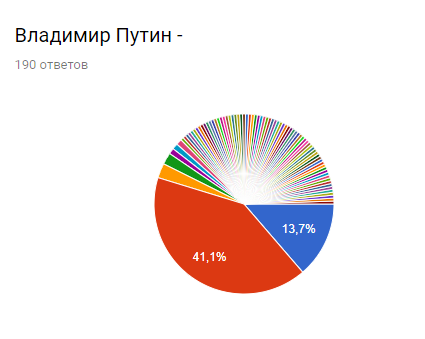 Владимир Путин -
190 ответов
13,7%
41,1%